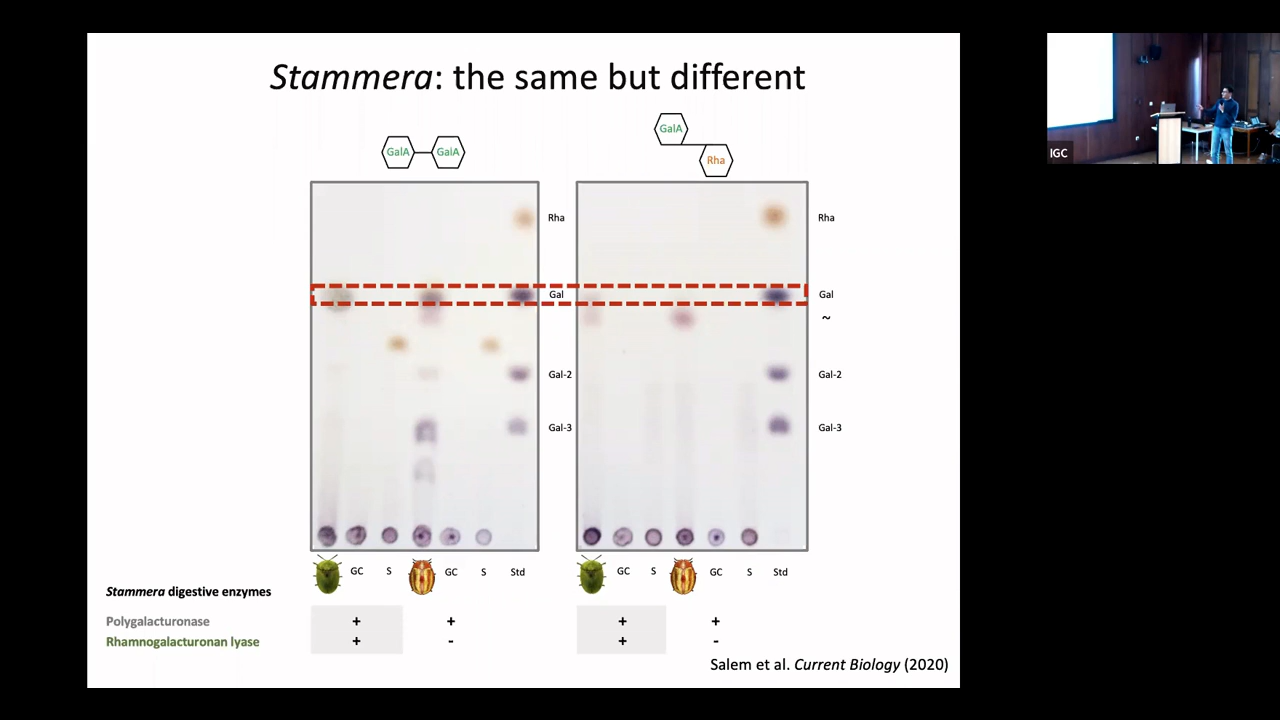 Stammera: the same but different
GalA GalA
GalA
Rha
Rha
Gal
Gal-2
Gal-3
Rha
Gal
~
Gal-2
Gal-3
GC S GC S Std
GC S GC S Std
Stammera digestive enzymes
Polygalacturonase + + + +
Rhamnogalacturonan lyase + - + -
Salem et al. Current Biology (2020)
IGC